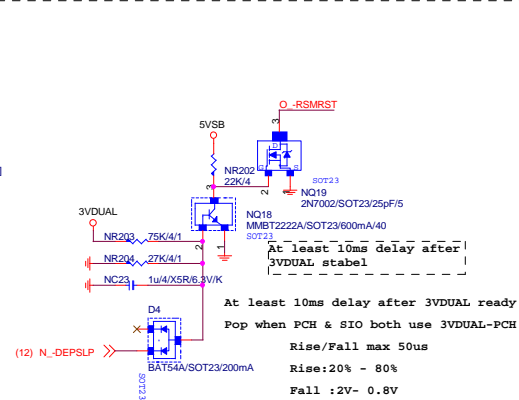 O_-RSMRST
3
5VSB
D
G
S
NR202
22K/4
SOT23
NQ19
2N7002/SOT23/25pF/5
3
2
1
3VDUAL
NQ18
MMBT2222A/SOT23/600mA/40
SOT23
NR203
75K/4/1
2
1
At least 10ms delay after
3VDUAL stabel
NR204
27K/4/1
NC23
1u/4/X5R/6.3V/K
At least 10ms delay after 3VDUAL ready
D4
Pop when PCH & SIO both use 3VDUAL-PCH
Rise/Fall max 50us
(12) N_-DEPSLP
Rise:20% - 80%
BAT54A/SOT23/200mA
SOT23
Fall :2V- 0.8V